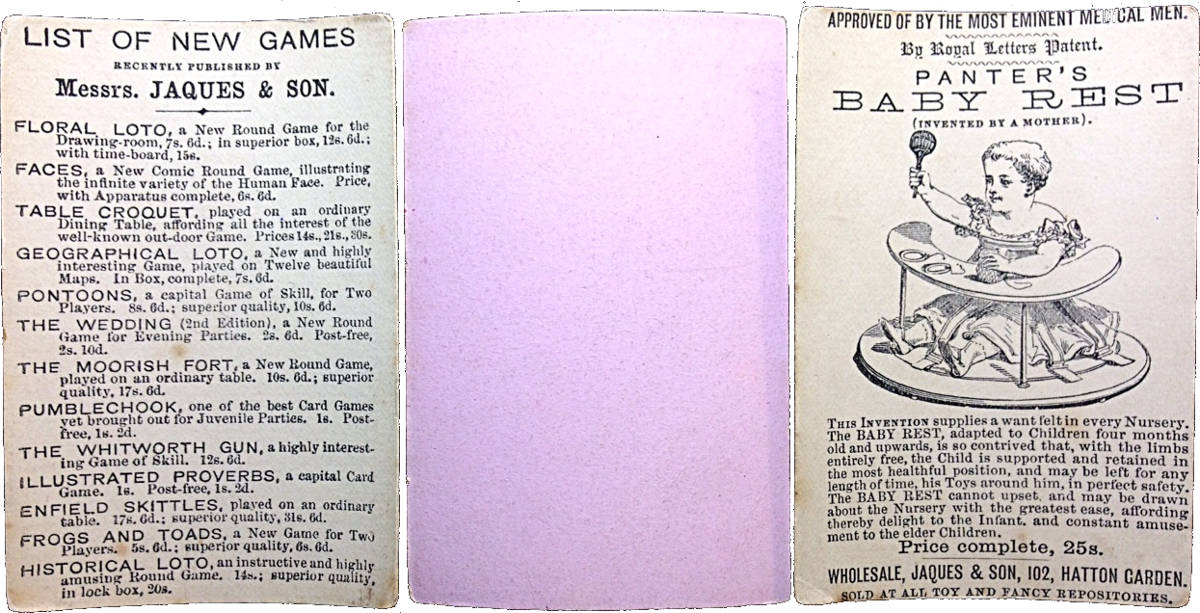 LIST OF NEW GAMES
RECENTLY PUBLISHED BY
Messrs. JAQUES & SON.
FLORAL LOTO, a New Round Game for the
Drawing-room, 7s. 6d.; in superior box, 12s. 6d.;
with time-board, 15s.
FACES, a New Comic Round Game, illustrating
the infinite variety of the Human Face. Price,
with Apparatus complete, 6s. 6d.
TABLE CROQUET, played on an ordinary
Dining Table, affording all the interest of the
well-known out-door Game. Prices 14s., 21s., 30s.
GEOGRAPHICAL LOTO, a New and highly
interesting Game, played on Twelve beautiful
Maps. In Box, complete, 7s. 6d.
PONTOONS, a capital Game of Skill, for Two
Players. 8s. 6d.; superior quality, 10s. 6d.
THE WEDDING (2nd Edition), a New Round
Game for Evening Parties. 2s. 6d. Post-free,
2s. 10d.
THE MOORISH FORT, a New Round Game,
played on an ordinary table. 10s. 6d.; superior
quality, 17s. 6d.
PUMBLECHOOK, one of the best Card Games
yet brought out for Juvenile Parties. 1s. Post-
free, 1s. 2d.
THE WHITWORTH GUN, a highly interest-
ing Game of Skill. 12s. 6d.
ILLUSTRATED PROVERBS, a capital Card
Game. 1s. Post-free, 1s. 2d.
ENFIELD SKITTLES, played on an ordinary
table. 17s. 6d.; superior quality, 31s. 6d.
FROGS AND TOADS, a New Game for Two
Players. 5s. 6d.; superior quality, 6s. 6d.
HISTORICAL LOTO, an instructive and highly
amusing Round Game. 14s.; superior quality,
in lock box, 20s.
APPROVED OF BY THE MOST EMINENT MEDICAL MEN.
By Royal Letters Patent.
PANTER'S
BABY REST
(INVENTED BY A MOTHER).
THIS INVENTION supplies a want felt in every Nursery.
The BABY REST, adapted to Children four months
old and upwards, is so contrived that, with the limbs
entirely free, the Child is supported and retained in
the most healthful position, and may be left for any
length of time, his Toys around him, in perfect safety.
The BABY REST cannot upset, and may be drawn
about the Nursery with the greatest ease, affording
thereby delight to the Infant, and constant amuse-
ment to the elder Children.
Price complete, 25s.
WHOLESALE, JAQUES & SON, 102, HATTON GARDEN.
SOLD AT ALL TOY AND FANCY REPOSITORIES.